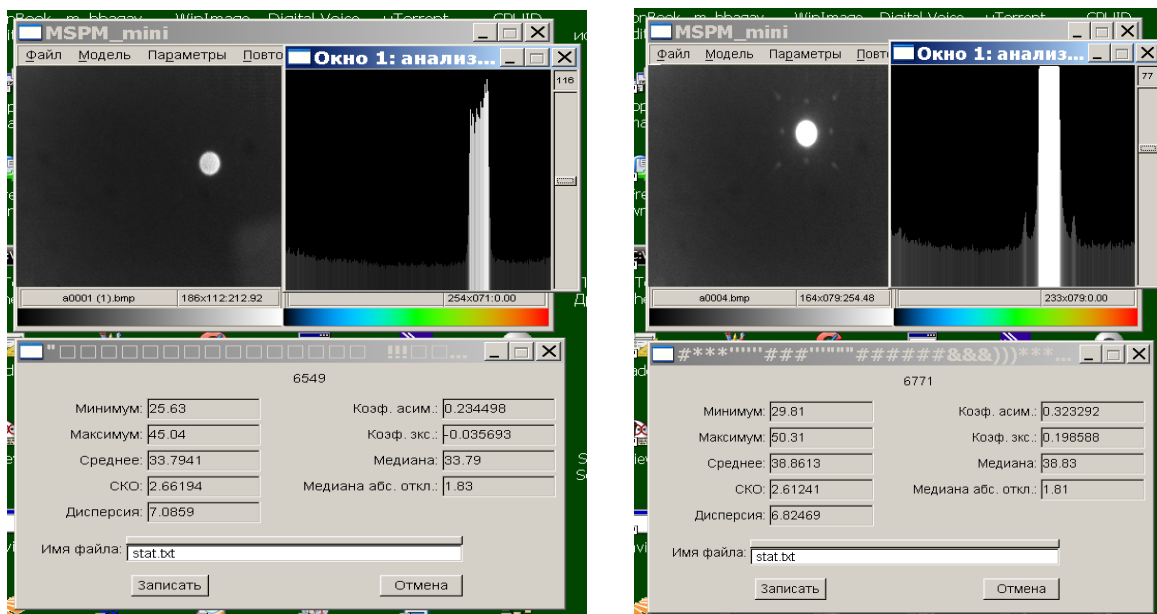 MSPM_mini
Файл Модель Параметры Повто
Окно 1: анализ...
116
a0001 (1).bmp 186x112:212.92
254x071:0.00
6549
Минимум: 25.63 Коэф. асим.: 0.234498
Максимум: 45.04 Коэф. экс.: -0.035693
Среднее: 33.7941 Медиана: 33.79
СКО: 2.66194 Медиана абс. откл.: 1.83
Дисперсия: 7.0859
Имя файла: stat.txt
Записать Отмена
MSPM_mini
Файл Модель Параметры Повт
Окно 1: анализ...
77
a0004.bmp 164x079:254.48
233x079:0.00
6771
Минимум: 29.81 Коэф. асим.: 0.323292
Максимум: 50.31 Коэф. экс.: 0.198588
Среднее: 38.8613 Медиана: 38.83
СКО: 2.61241 Медиана абс. откл.: 1.81
Дисперсия: 6.82469
Имя файла: stat.txt
Записать Отмена